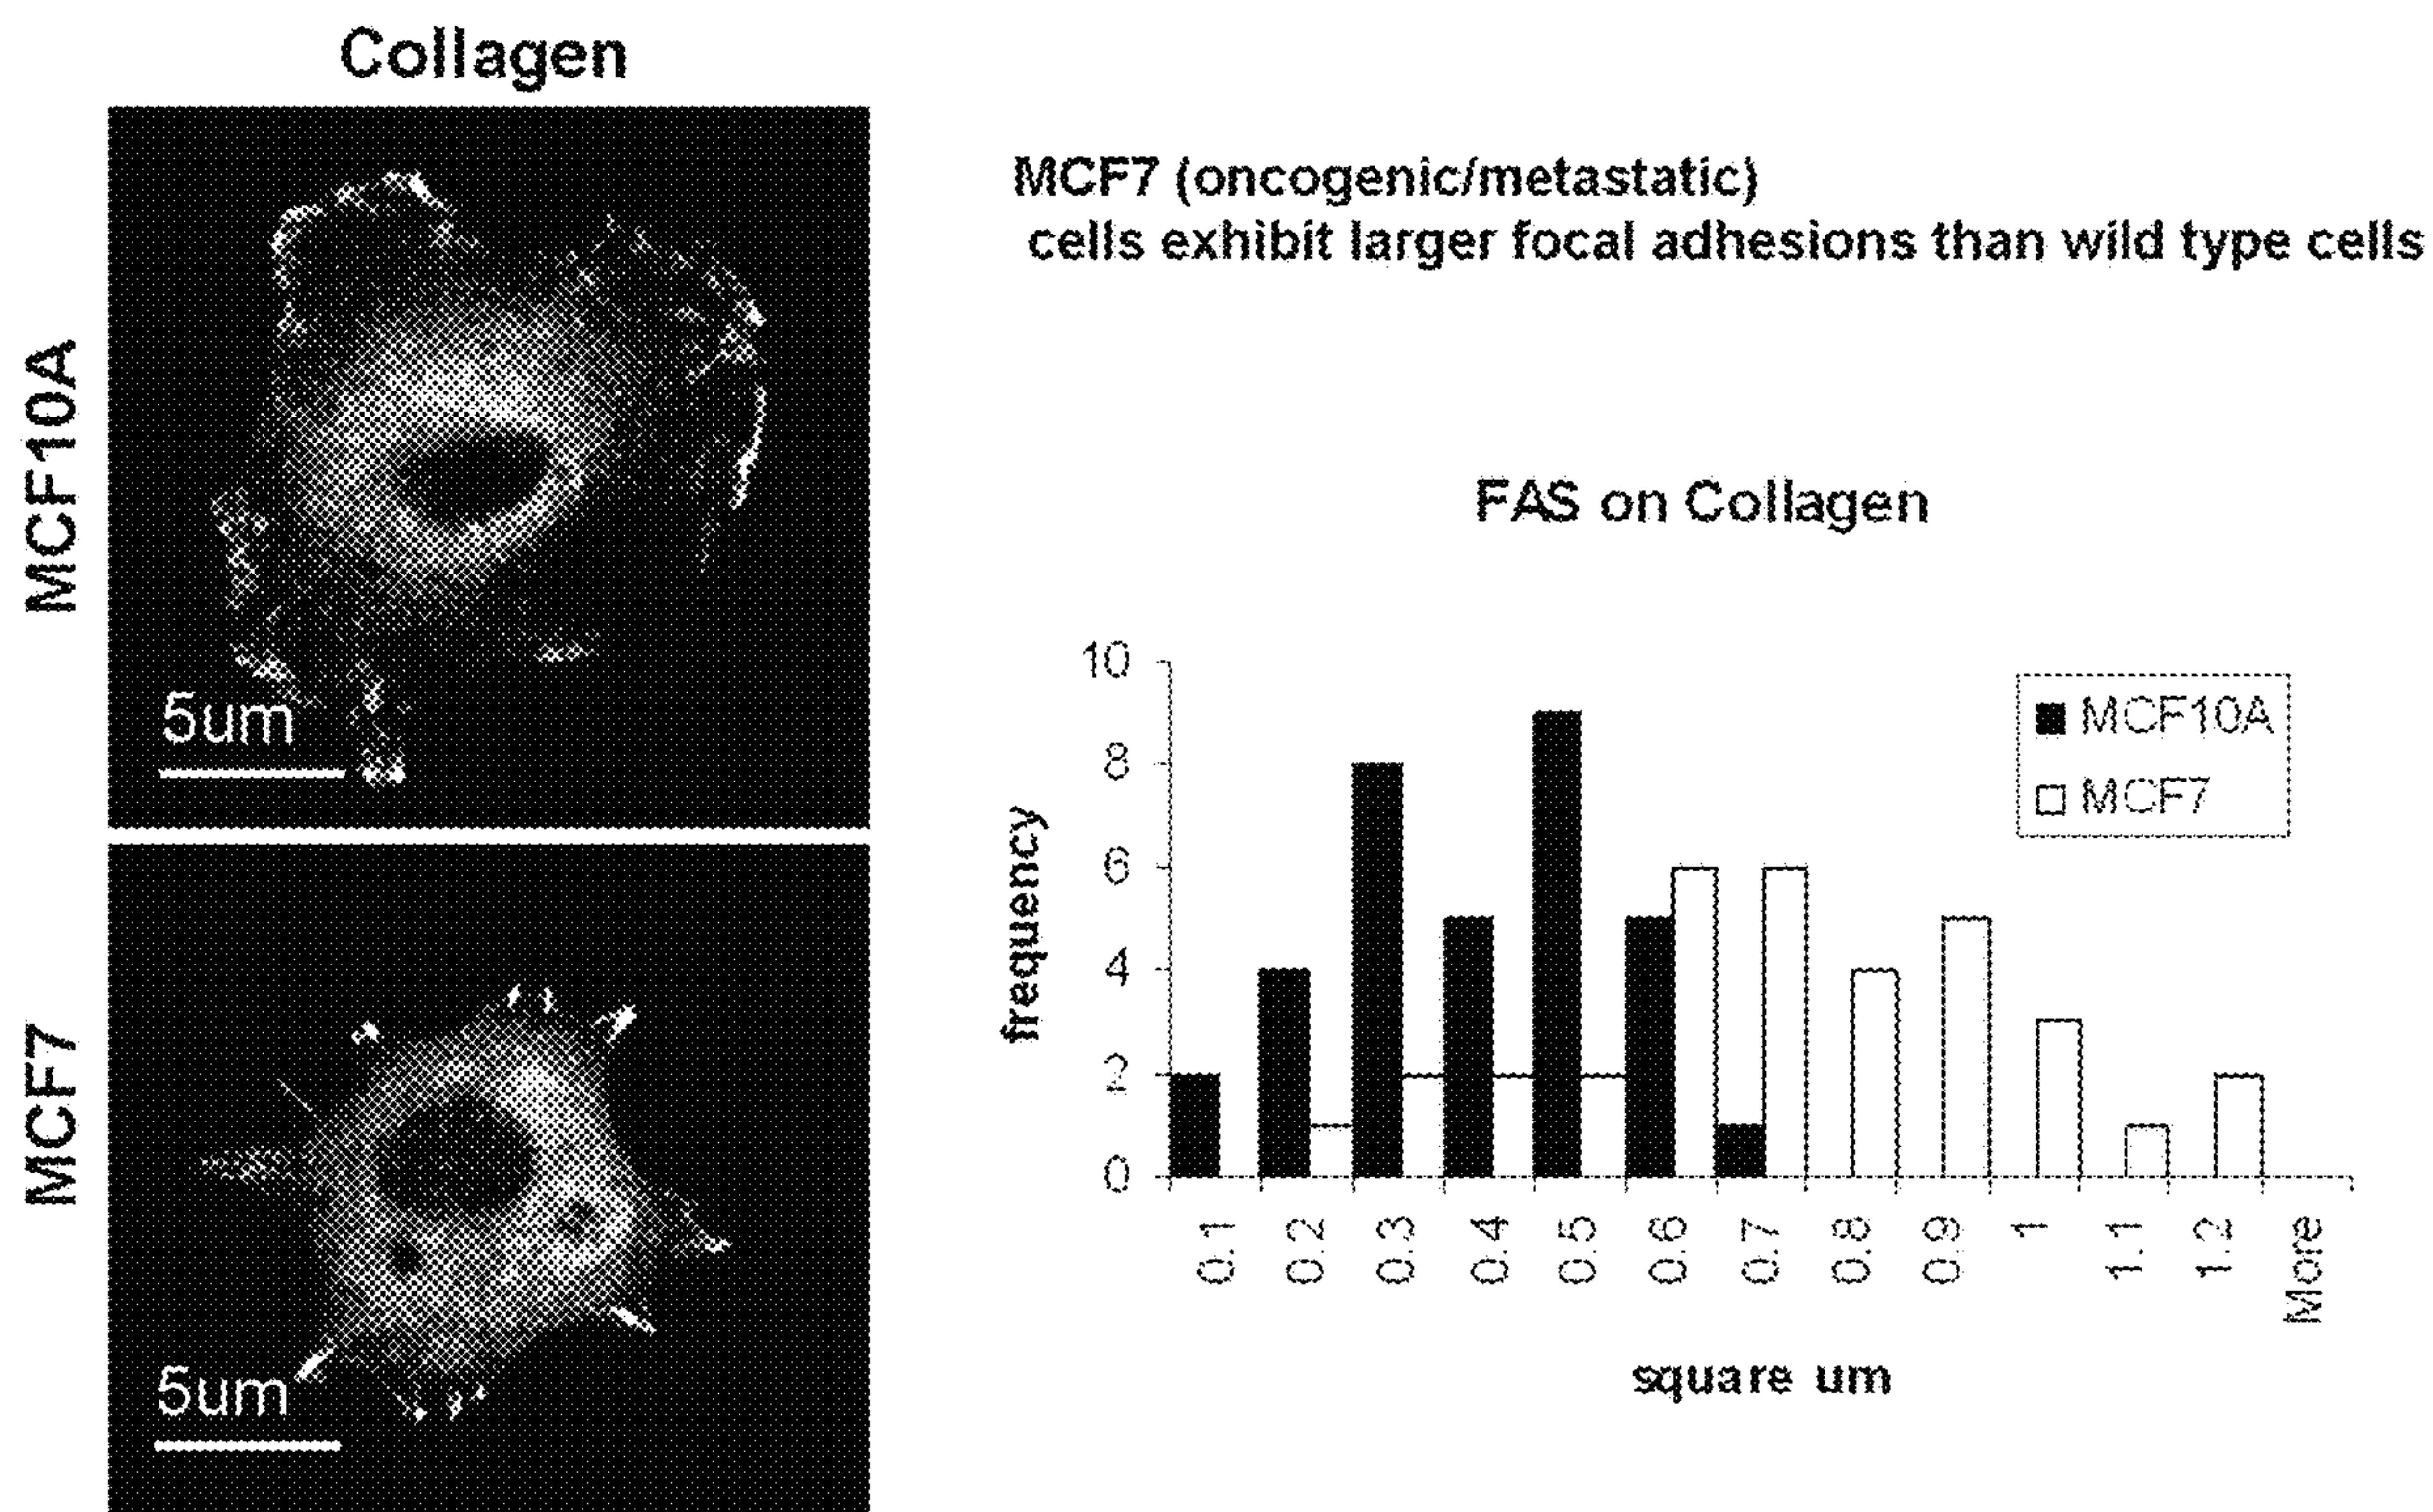 Collagen
MCF10A
5um
MCF7
5um
MCF7 (oncogenic/metastatic)
cells exhibit larger focal adhesions than wild type cells
FAS on Collagen
frequency
10
8
6
4
2
0
MCF10A
MCF7
0.1 0.2 0.3 0.4 0.5 0.6 0.7 0.8 0.9 1 1.1 1.2 More
square um